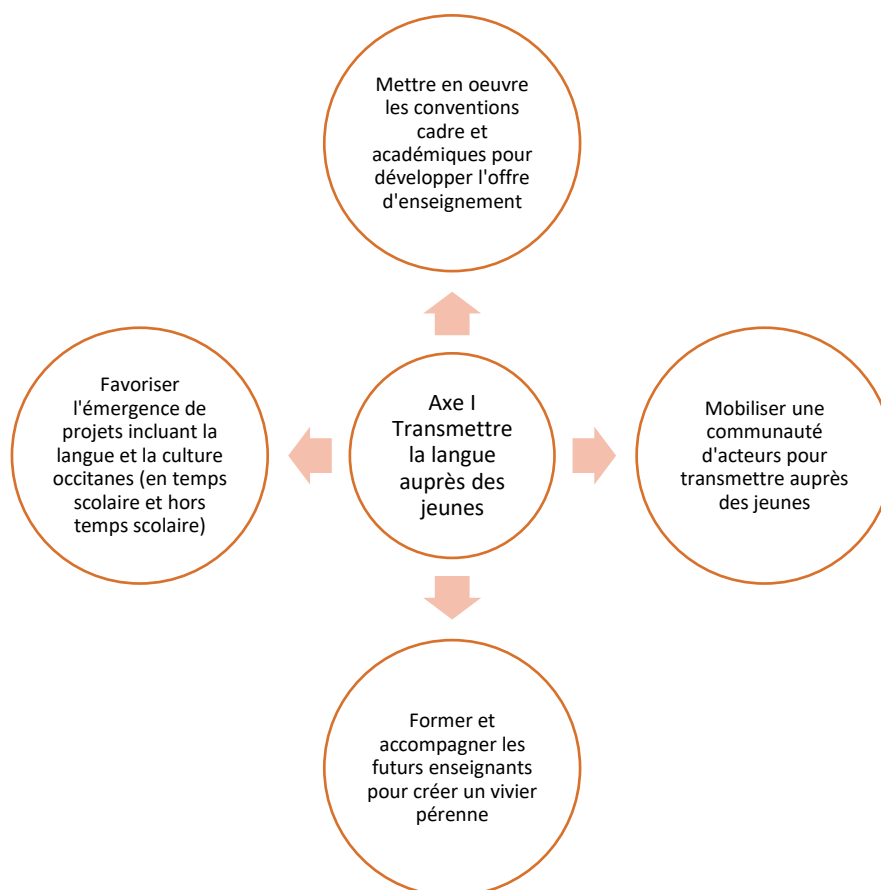 Mettre en oeuvre
les conventions
cadre et
académiques pour
développer l'offre
d'enseignement
Favoriser
l'émergence de
projets incluant la
langue et la culture
occitanes (en temps
scolaire et hors
temps scolaire)
Axe I
Transmettre
la langue
auprès des
jeunes
Mobiliser une
communauté
d'acteurs pour
transmettre auprès
des jeunes
Former et
accompagner les
futurs enseignants
pour créer un vivier
pérenne